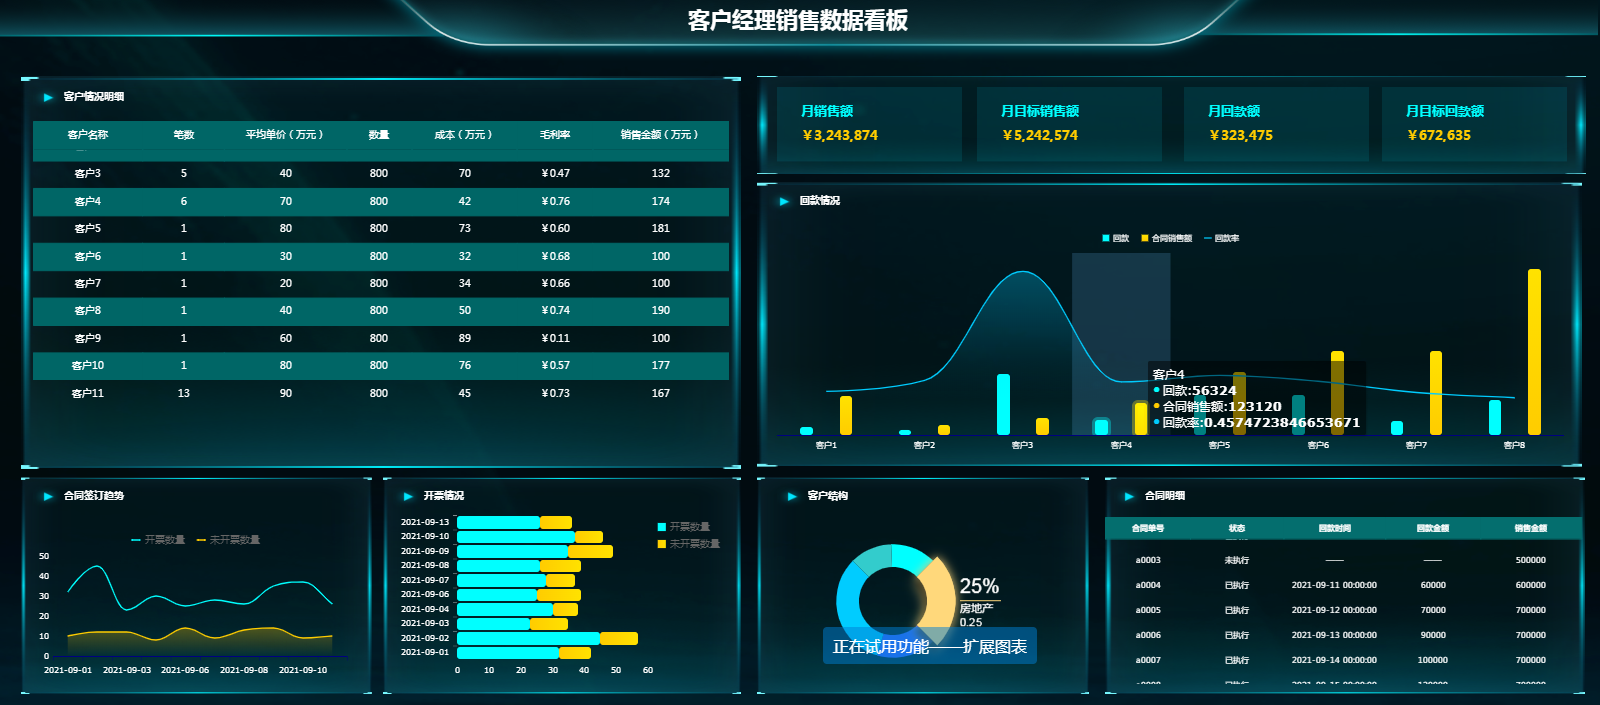 客户经理销售数据看板
客户情况明细
客户名称 笔数 平均单价（万元） 数量 成本（万元） 毛利率 销售金额（万元）
客户3 5 40 800 70 ￥0.47 132
客户4 6 70 800 42 ￥0.76 174
客户5 1 80 800 73 ￥0.60 181
客户6 1 30 800 32 ￥0.68 100
客户7 1 20 800 34 ￥0.66 100
客户8 1 40 800 50 ￥0.74 190
客户9 1 60 800 89 ￥0.11 100
客户10 1 80 800 76 ￥0.57 177
客户11 13 90 800 45 ￥0.73 167
月销售额 月目标销售额 月回款额 月目标回款额
￥3,243,874 ￥5,242,574 ￥323,475 ￥672,635
回款情况
回款 合同销售额 回款率
客户4
回款:56324
合同销售额:123120
回款率:0.4574723846653671
客户1 客户2 客户3 客户4 客户5 客户6 客户7 客户8
合同签订趋势
开票数量 未开票数量
50
40
30
20
10
0
2021-09-01 2021-09-03 2021-09-06 2021-09-08 2021-09-10
开票情况
开票数量
未开票数量
2021-09-13
2021-09-10
2021-09-09
2021-09-08
2021-09-07
2021-09-06
2021-09-04
2021-09-03
2021-09-02
2021-09-01
0 10 20 30 40 50 60
客户结构
25%
房地产
0.25
正在试用功能——扩展图表
合同明细
合同单号 状态 回款时间 回款金额 销售金额
a0003 未执行 —— —— 500000
a0004 已执行 2021-09-11 00:00:00 60000 600000
a0005 已执行 2021-09-12 00:00:00 70000 700000
a0006 已执行 2021-09-13 00:00:00 90000 700000
a0007 已执行 2021-09-14 00:00:00 100000 700000